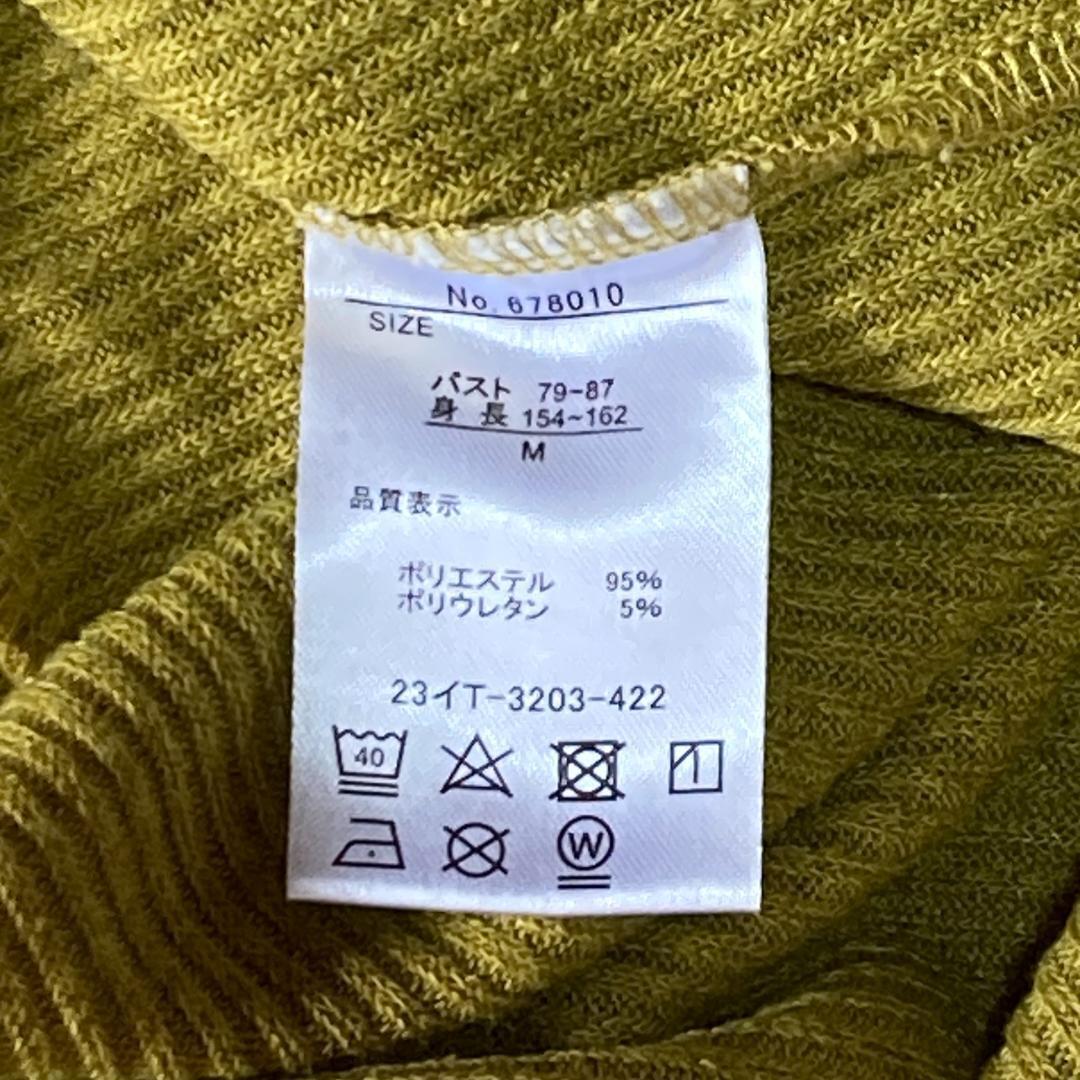 No. 678010
SIZE
バスト 79-87
身長 154~162
M
品質表示
ポリエステル 95%
ポリウレタン 5%
23イT-3203-422
40
W